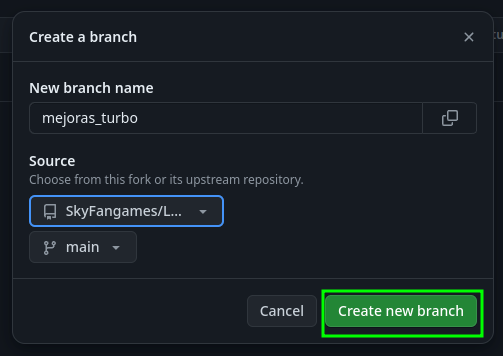 Create a branch
New branch name
mejoras_turbo
Source
Choose from this fork or its upstream repository.
SkyFangames/L...
main
Cancel
Create new branch